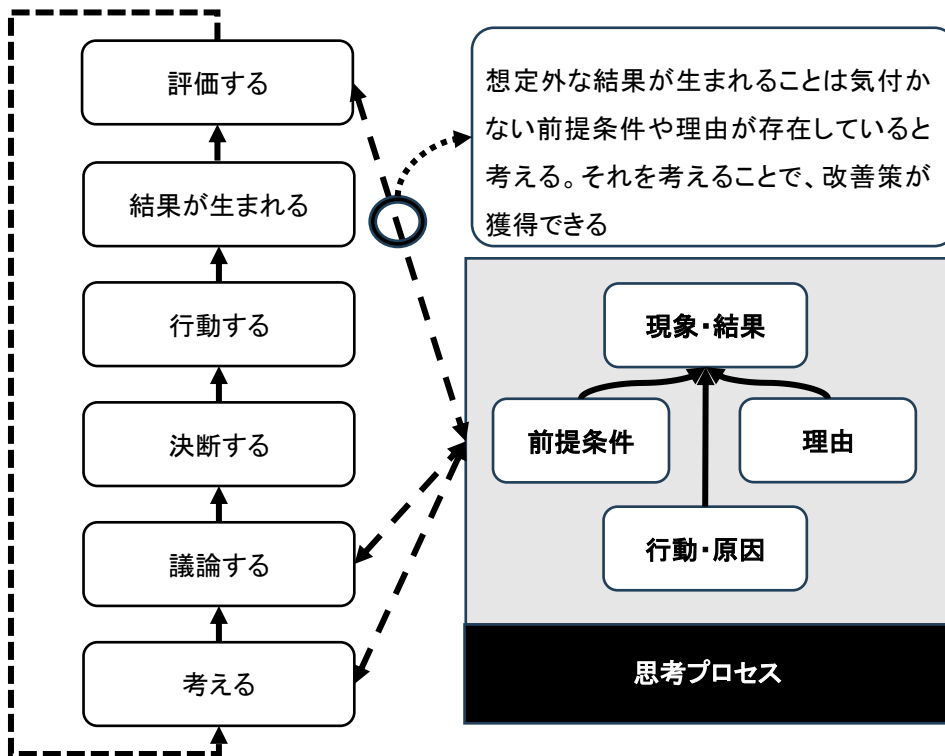 評価する
結果が生まれる
行動する
決断する
議論する
考える
想定外な結果が生まれることは気付か
ない前提条件や理由が存在していると
考える。それを考えることで、改善策が
獲得できる
現象・結果
前提条件
理由
行動・原因
思考プロセス